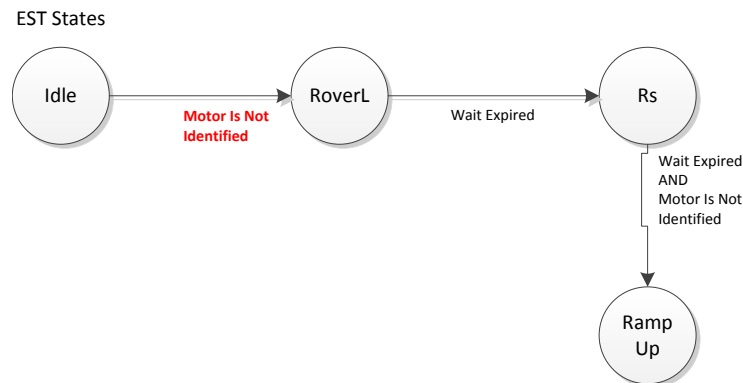 EST States
Idle
Motor Is Not
Identified
RoverL
Wait Expired
Rs
Wait Expired
AND
Motor Is Not
Identified
Ramp
Up